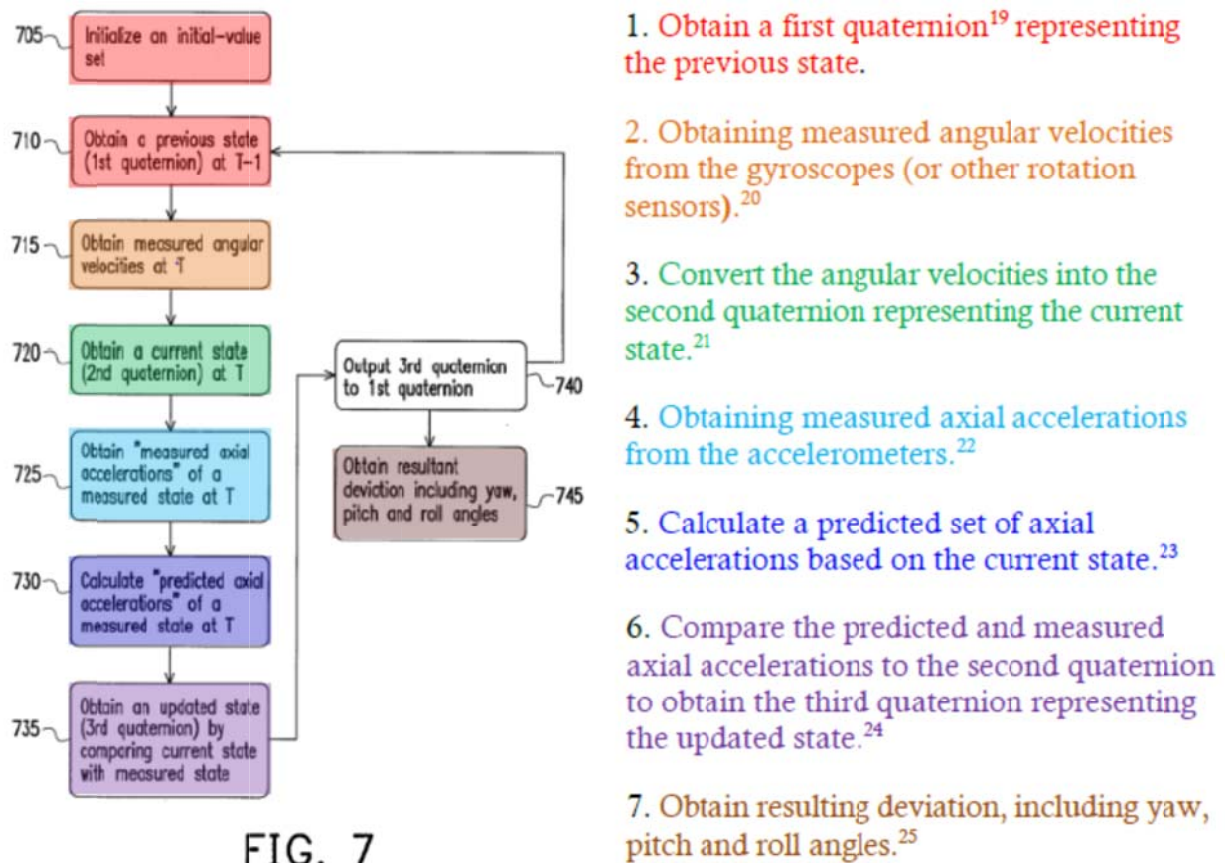 705
Initialize an initial-value
set
710
Obtain a previous state
(1st quaternion) at T-1
715
Obtain measured angular
velocities at T
720
Obtain a current state
(2nd quaternion) at T
725
Obtain "measured axial
accelerations" of a
measured state at T
730
Calculate "predicted axial
accelerations" of a
measured state at T
735
Obtain an updated state
(3rd quaternion) by
comparing current state
with measured state
Output 3rd quaternion
to 1st quaternion
740
Obtain resultant
deviction including yaw,
pitch and roll angles
745
FIG. 7
1. Obtain a first quaternion19 representing
the previous state.
2. Obtaining measured angular velocities
from the gyroscopes (or other rotation
sensors).20
3. Convert the angular velocities into the
second quaternion representing the current
state.21
4. Obtaining measured axial accelerations
from the accelerometers.22
5. Calculate a predicted set of axial
accelerations based on the current state.23
6. Compare the predicted and measured
axial accelerations to the second quaternion
to obtain the third quaternion representing
the updated state.24
7. Obtain resulting deviation, including yaw,
pitch and roll angles.25